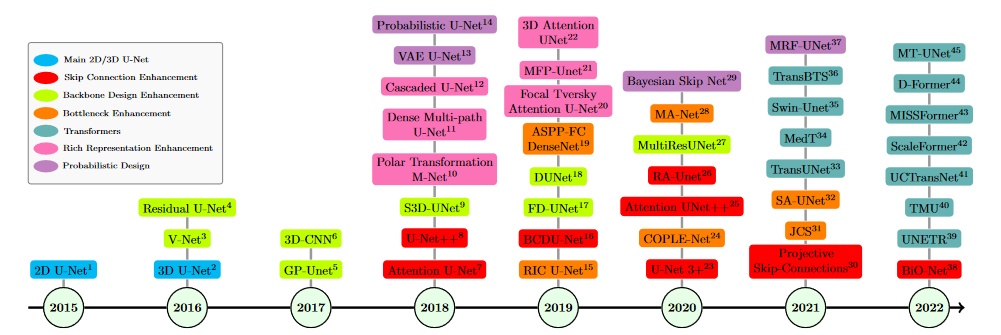 Main 2D/3D U-Net
Skip Connection Enhancement
Backbone Design Enhancement
Bottleneck Enhancement
Transformers
Rich Representation Enhancement
Probabilistic Design
2D U-Net¹
2015
Residual U-Net⁴
V-Net³
3D U-Net²
2016
3D-CNN⁶
GP-Unet⁵
2017
Probabilistic U-Net¹⁴
VAE U-Net¹³
Cascaded U-Net¹²
Dense Multi-path
U-Net¹¹
Polar Transformation
M-Net¹⁰
S3D-UNet⁹
U-Net++⁸
Attention U-Net⁷
2018
3D Attention
UNet²²
MFP-Unet²¹
Focal Tversky
Attention U-Net²⁰
ASPP-FC
DenseNet¹⁹
DUNet¹⁸
FD-UNet¹⁷
BCDU-Net¹⁶
RIC U-Net¹⁵
2019
Bayesian Skip Net²⁹
MA-Net²⁸
MultiResUNet²⁷
RA-Unet²⁶
Attention UNet++²⁵
COPLE-Net²⁴
U-Net 3+²³
2020
MRF-UNet³⁷
TransBTS³⁶
Swin-Unet³⁵
MedT³⁴
TransUNet³³
SA-UNet³²
JCS³¹
Projective
Skip-Connections³⁰
2021
MT-UNet⁴⁵
D-Former⁴⁴
MISSFormer⁴³
ScaleFormer⁴²
UCTransNet⁴¹
TMU⁴⁰
UNETR³⁹
BiO-Net³⁸
2022